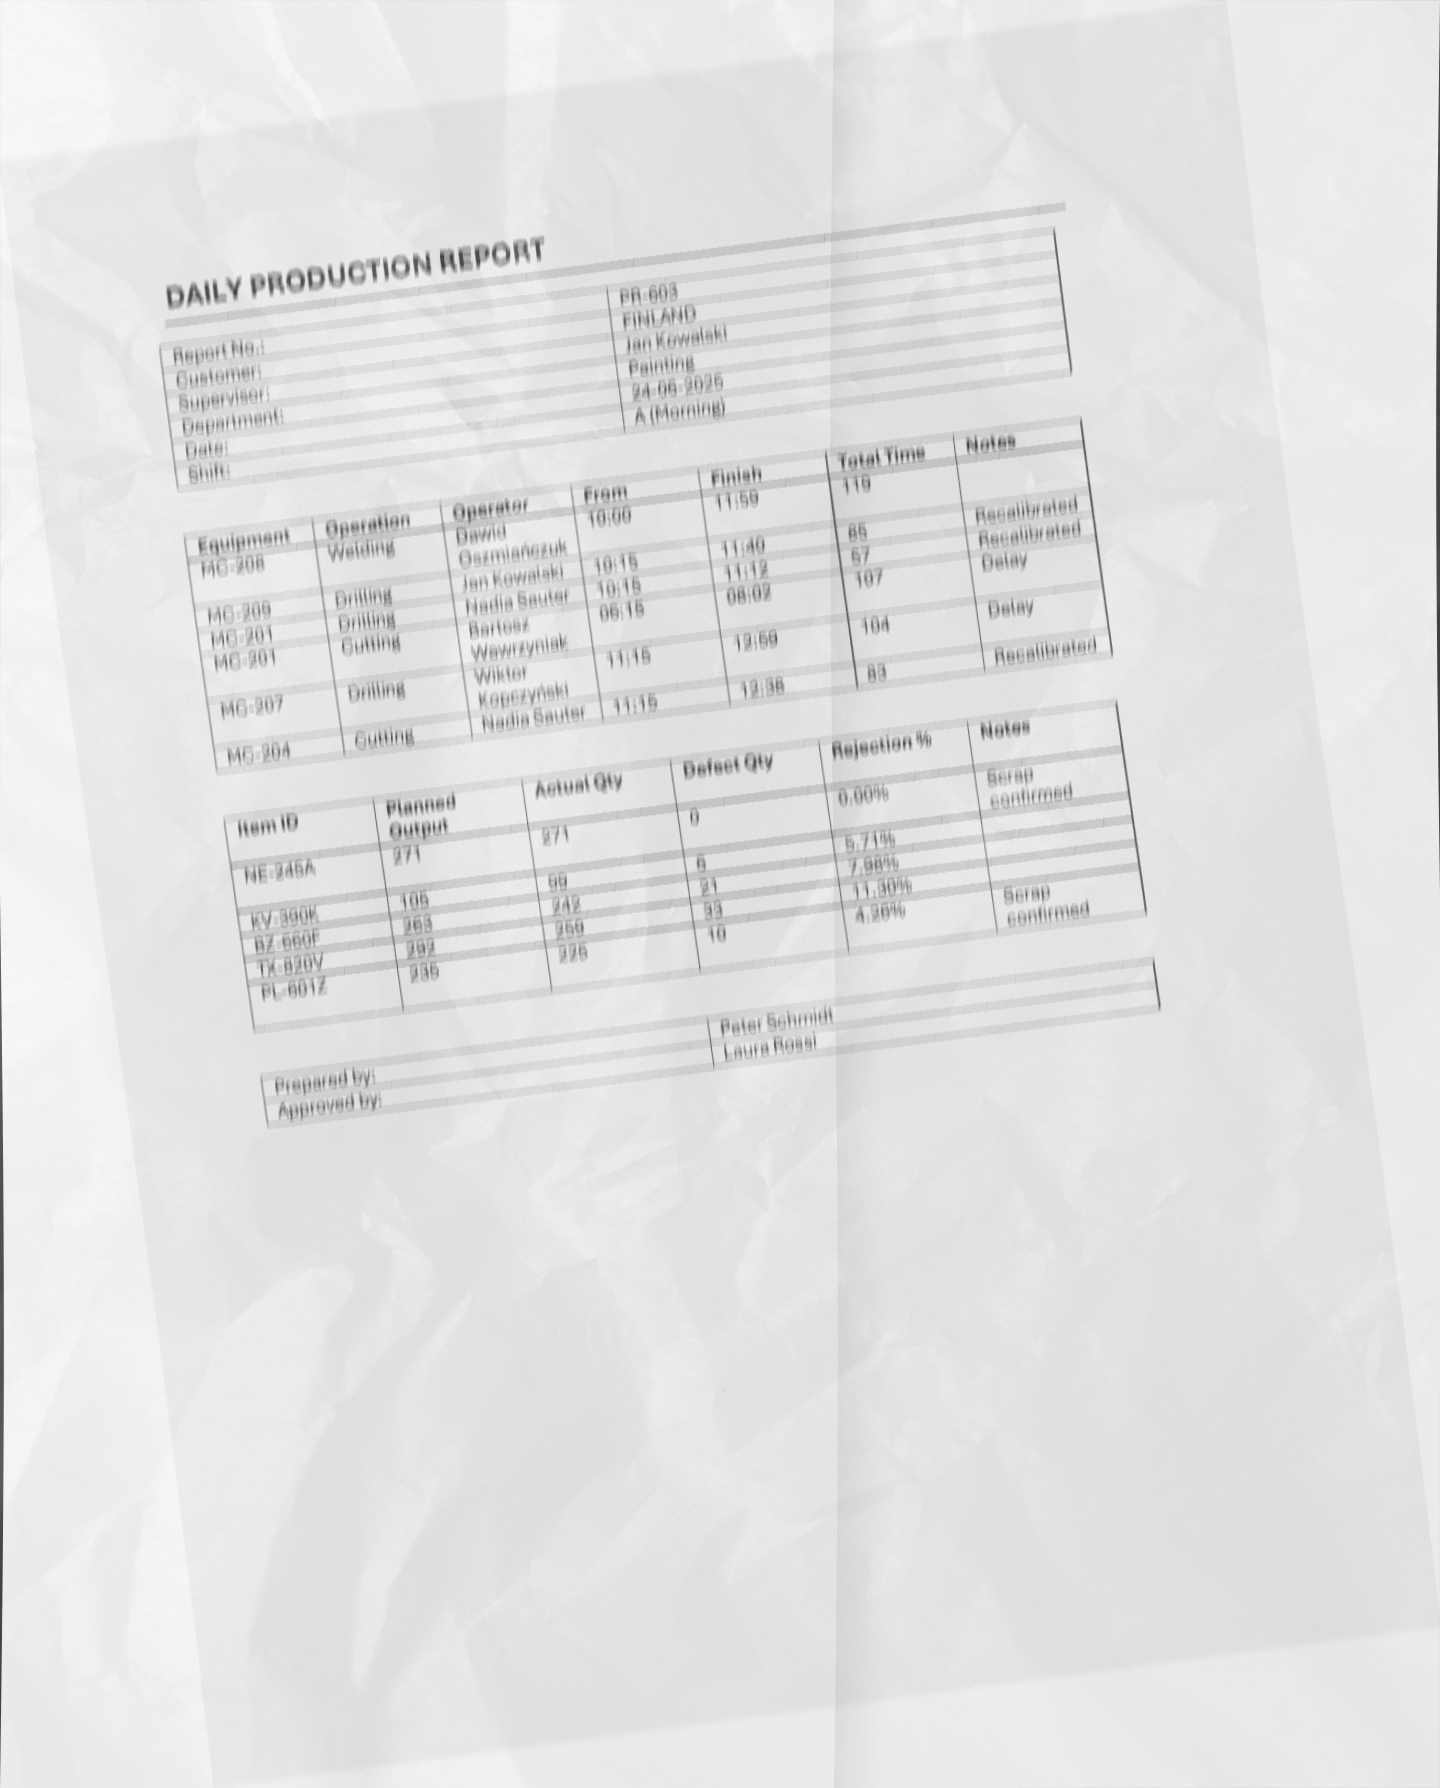 DAILY PRODUCTION REPORT
Report No.: PR-603
Customer: FINLAND
Supervisor: Jan Kowalski
Department: Painting
Date: 24-06-2025
Shift: A (Morning)
Equipment Operation Operator From Finish Total Time Notes
MC-208 Welding Dawid 10:00 11:59 119
Oszmiańczuk
MC-209 Drilling Jan Kowalski 10:15 11:40 85 Recalibrated
MC-201 Drilling Nadia Sauter 10:15 11:12 57 Recalibrated
MC-201 Cutting Bartosz 06:15 08:02 107 Delay
Wawrzyniak
MC-207 Drilling Wiktor 11:15 12:59 104 Delay
Kopczyński
MC-204 Cutting Nadia Sauter 11:15 12:38 83 Recalibrated
Item ID Planned Actual Qty Defect Qty Rejection % Notes
Output
NE-245A 271 271 0 0.00% Scrap
confirmed
KV-390K 105 99 6 5.71%
BZ-660F 263 242 21 7.98%
TX-820V 292 259 33 11.30%
PL-601Z 235 225 10 4.26% Scrap
confirmed
Prepared by: Peter Schmidt
Approved by: Laura Rossi